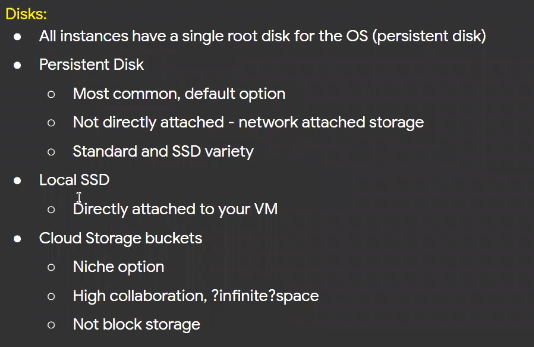 Disks:
● All instances have a single root disk for the OS (persistent disk)
● Persistent Disk
○ Most common, default option
○ Not directly attached - network attached storage
○ Standard and SSD variety
● Local SSD
○ Directly attached to your VM
● Cloud Storage buckets
○ Niche option
○ High collaboration, ?infinite?space
○ Not block storage